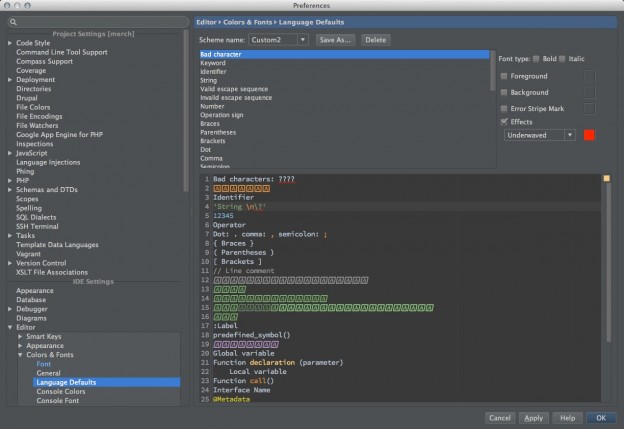 Preferences
Project Settings [merch]
Code Style
Command Line Tool Support
Compass Support
Coverage
Deployment
Directories
Drupal
File Colors
File Encodings
File Watchers
Google App Engine for PHP
Inspections
JavaScript
Language Injections
Phing
PHP
Schemas and DTDs
Scopes
Spelling
SQL Dialects
SSH Terminal
Tasks
Template Data Languages
Vagrant
Version Control
XSLT File Associations
IDE Settings
Appearance
Database
Debugger
Diagrams
Editor
Smart Keys
Appearance
Colors & Fonts
Font
General
Language Defaults
Console Colors
Console Font
Editor ▸ Colors & Fonts ▸ Language Defaults
Scheme name: Custom2 Save As... Delete
Bad character
Keyword
Identifier
String
Valid escape sequence
Invalid escape sequence
Number
Operation sign
Braces
Parentheses
Brackets
Dot
Comma
Semicolon
Font type: Bold Italic
Foreground
Background
Error Stripe Mark
Effects
Underwaved
1 Bad characters: ????
2
3 Identifier
4 'String \n\?'
5 12345
6 Operator
7 Dot: . comma: , semicolon: ;
8 { Braces }
9 ( Parentheses )
10 [ Brackets ]
11 // Line comment
12
13
14
15
16
17 :Label
18 predefined_symbol()
19
20 Global variable
21 Function declaration (parameter)
22 Local variable
23 Function call()
24 Interface Name
25 @Metadata
Cancel Apply Help OK